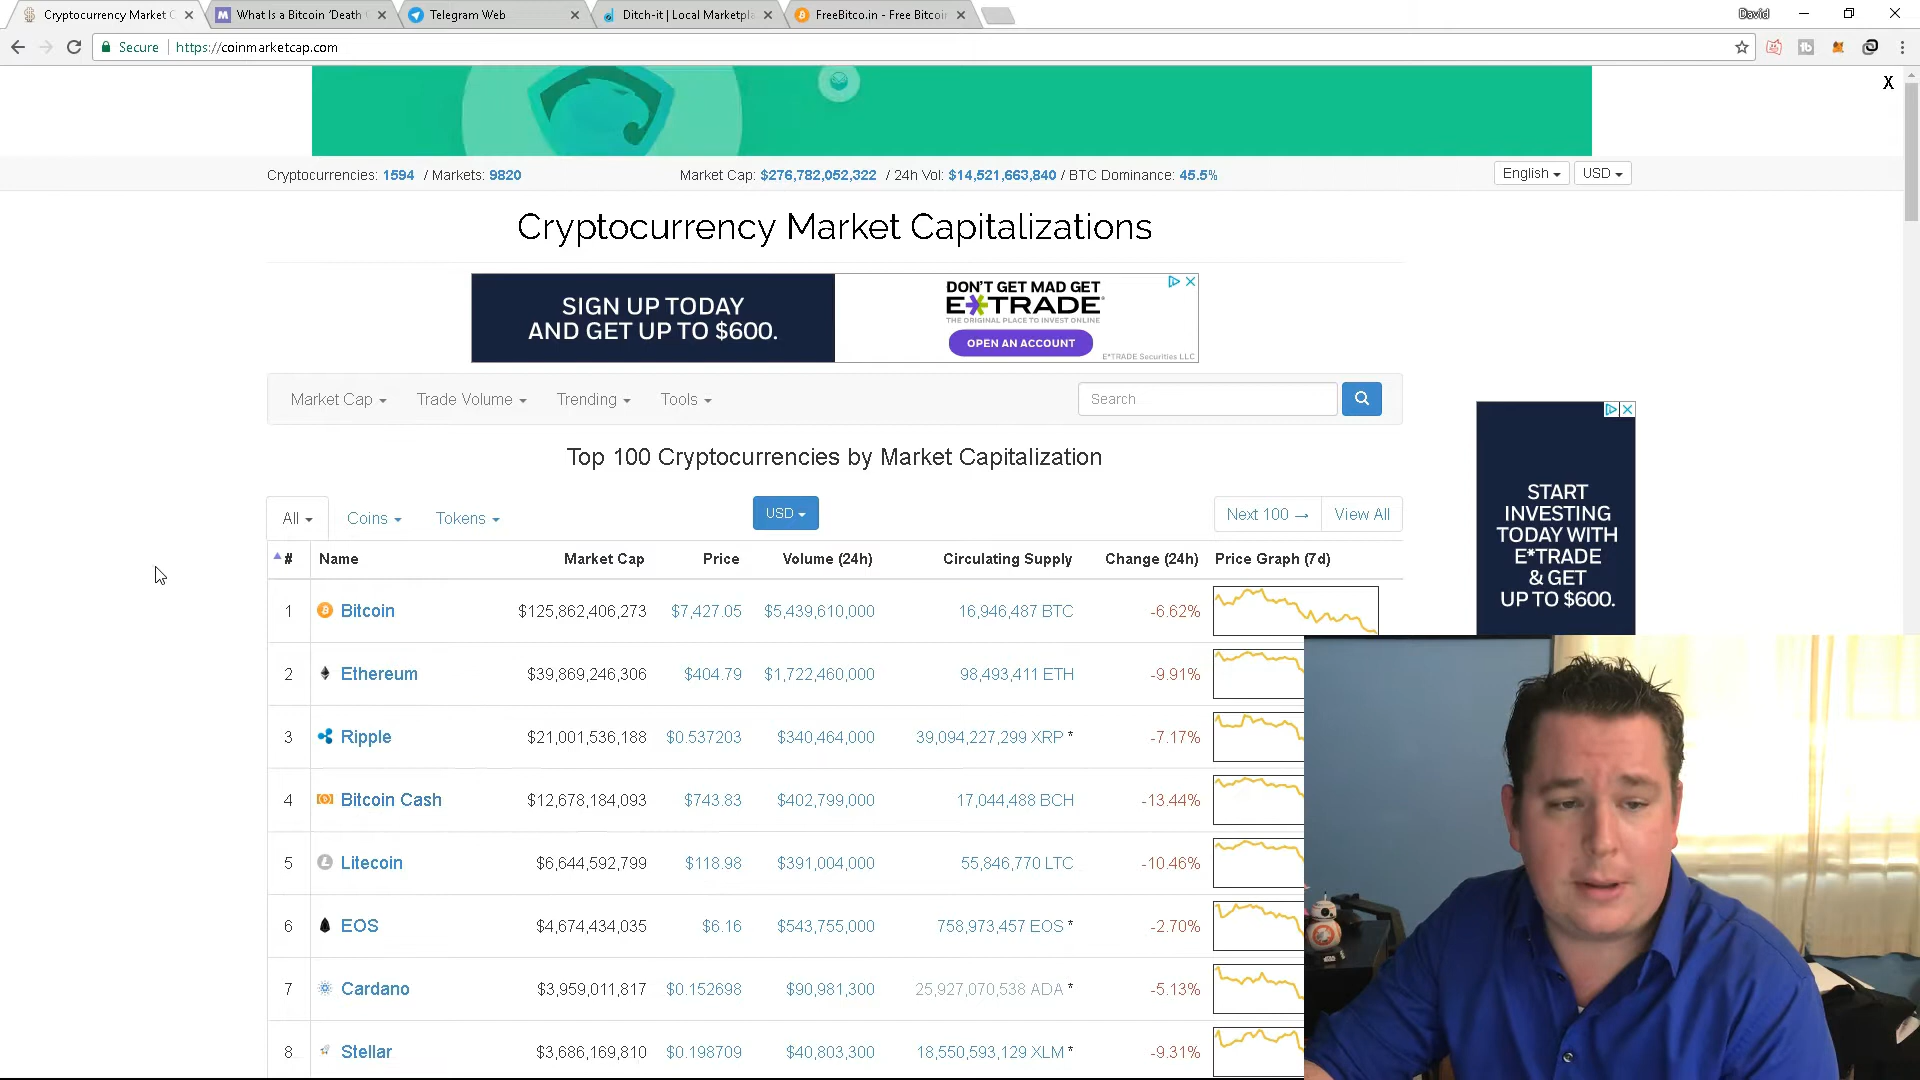 Cryptocurrency Market C
What Is a Bitcoin ‘Death
Telegram Web
Ditch-it | Local Marketpla
FreeBitco.in - Free Bitcoin
David
Secure
https://coinmarketcap.com
X
Cryptocurrencies: 1594 / Markets: 9820
Market Cap: $276,782,052,322 / 24h Vol: $14,521,663,840 / BTC Dominance: 45.5%
English
USD
Cryptocurrency Market Capitalizations
SIGN UP TODAY
AND GET UP TO $600.
DON'T GET MAD GET
E*TRADE
THE ORIGINAL PLACE TO INVEST ONLINE
OPEN AN ACCOUNT
E*TRADE Securities LLC
Market Cap
Trade Volume
Trending
Tools
Search
Top 100 Cryptocurrencies by Market Capitalization
START
INVESTING
TODAY WITH
E*TRADE
& GET
UP TO $600.
All
Coins
Tokens
USD
Next 100 →
View All
# Name Market Cap Price Volume (24h) Circulating Supply Change (24h) Price Graph (7d)
1 Bitcoin $125,862,406,273 $7,427.05 $5,439,610,000 16,946,487 BTC -6.62%
2 Ethereum $39,869,246,306 $404.79 $1,722,460,000 98,493,411 ETH -9.91%
3 Ripple $21,001,536,188 $0.537203 $340,464,000 39,094,227,299 XRP * -7.17%
4 Bitcoin Cash $12,678,184,093 $743.83 $402,799,000 17,044,488 BCH -13.44%
5 Litecoin $6,644,592,799 $118.98 $391,004,000 55,846,770 LTC -10.46%
6 EOS $4,674,434,035 $6.16 $543,755,000 758,973,457 EOS * -2.70%
7 Cardano $3,959,011,817 $0.152698 $90,981,300 25,927,070,538 ADA * -5.13%
8 Stellar $3,686,169,810 $0.198709 $40,803,300 18,550,593,129 XLM * -9.31%